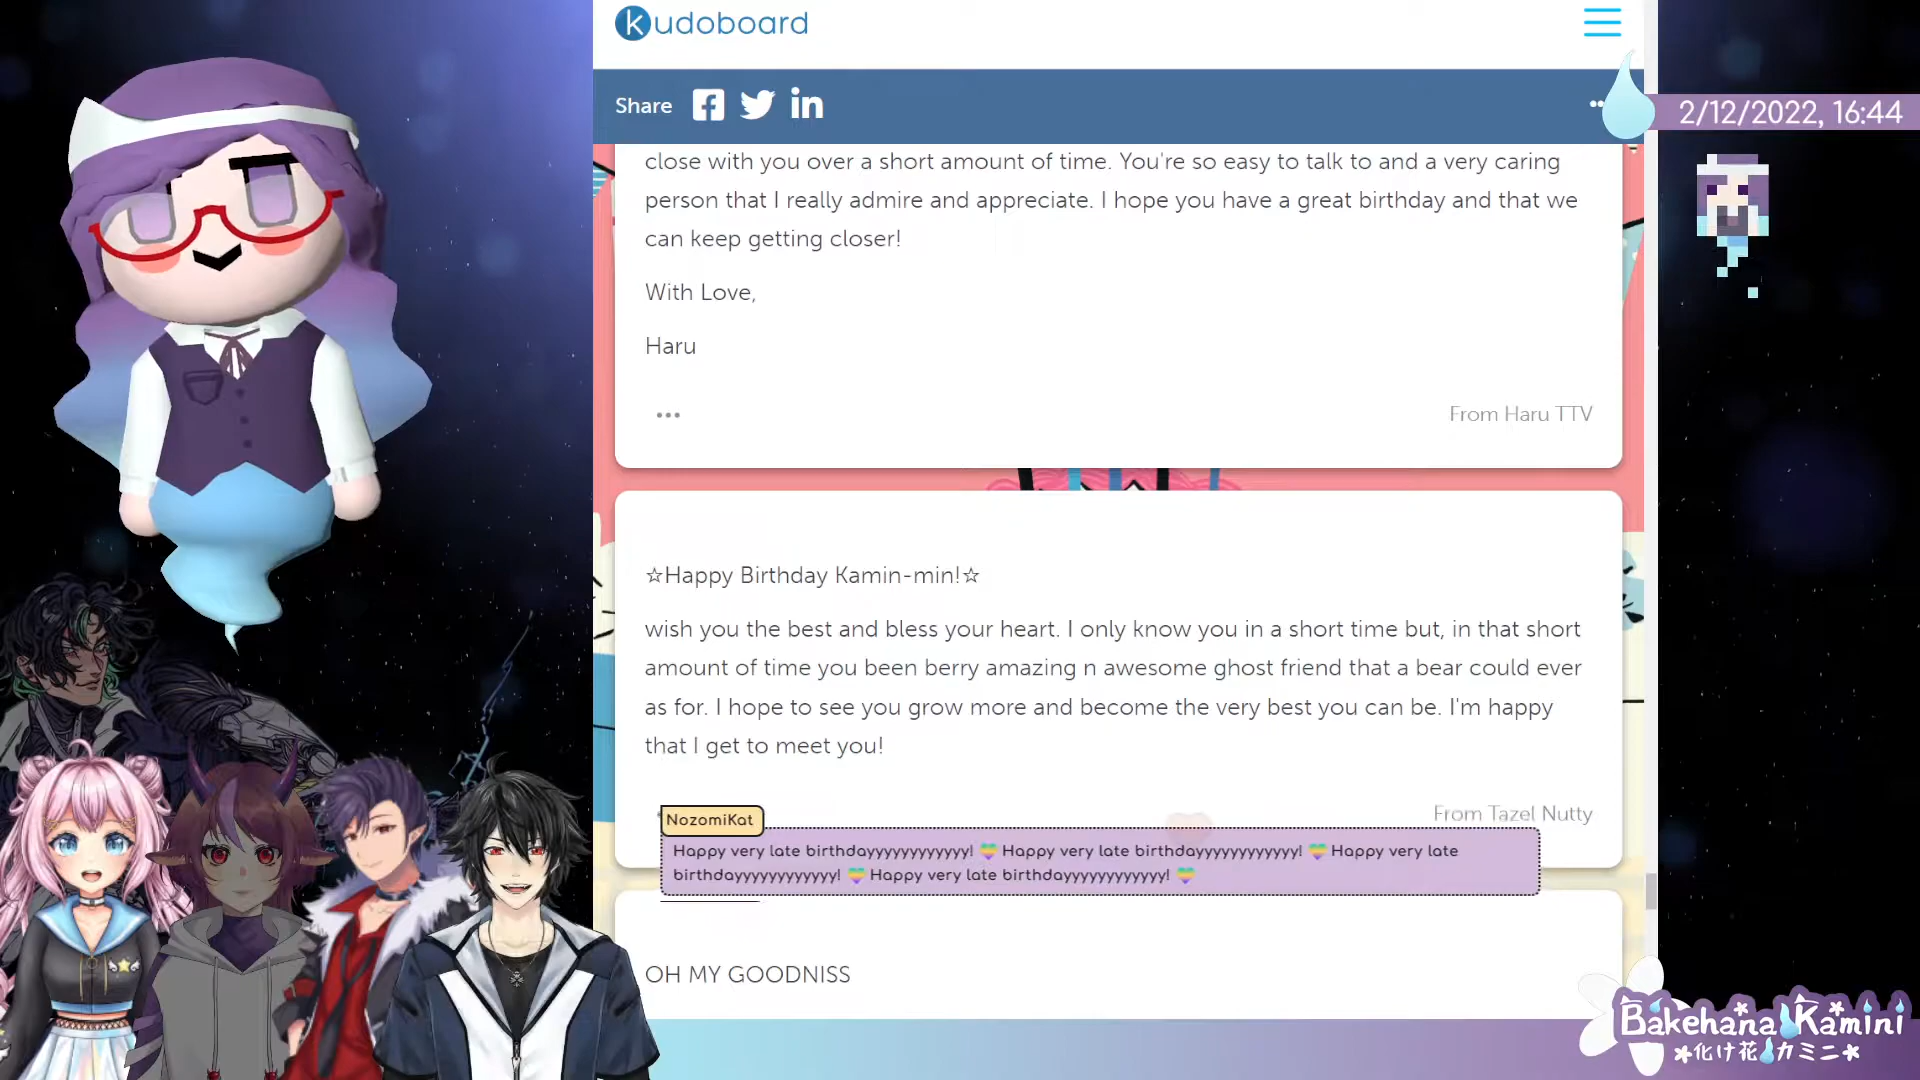 kudoboard
Share
2/12/2022, 16:44
close with you over a short amount of time. You're so easy to talk to and a very caring
person that I really admire and appreciate. I hope you have a great birthday and that we
can keep getting closer!
With Love,
Haru
From Haru TTV
☆Happy Birthday Kamin-min!☆
wish you the best and bless your heart. I only know you in a short time but, in that short
amount of time you been berry amazing n awesome ghost friend that a bear could ever
as for. I hope to see you grow more and become the very best you can be. I'm happy
that I get to meet you!
From Tazel Nutty
NozomiKat
Happy very late birthdayyyyyyyyyyyy! Happy very late birthdayyyyyyyyyyyy! Happy very late
birthdayyyyyyyyyyyy! Happy very late birthdayyyyyyyyyyyy!
OH MY GOODNISS
Bakehana Kamini
化け花カミニ